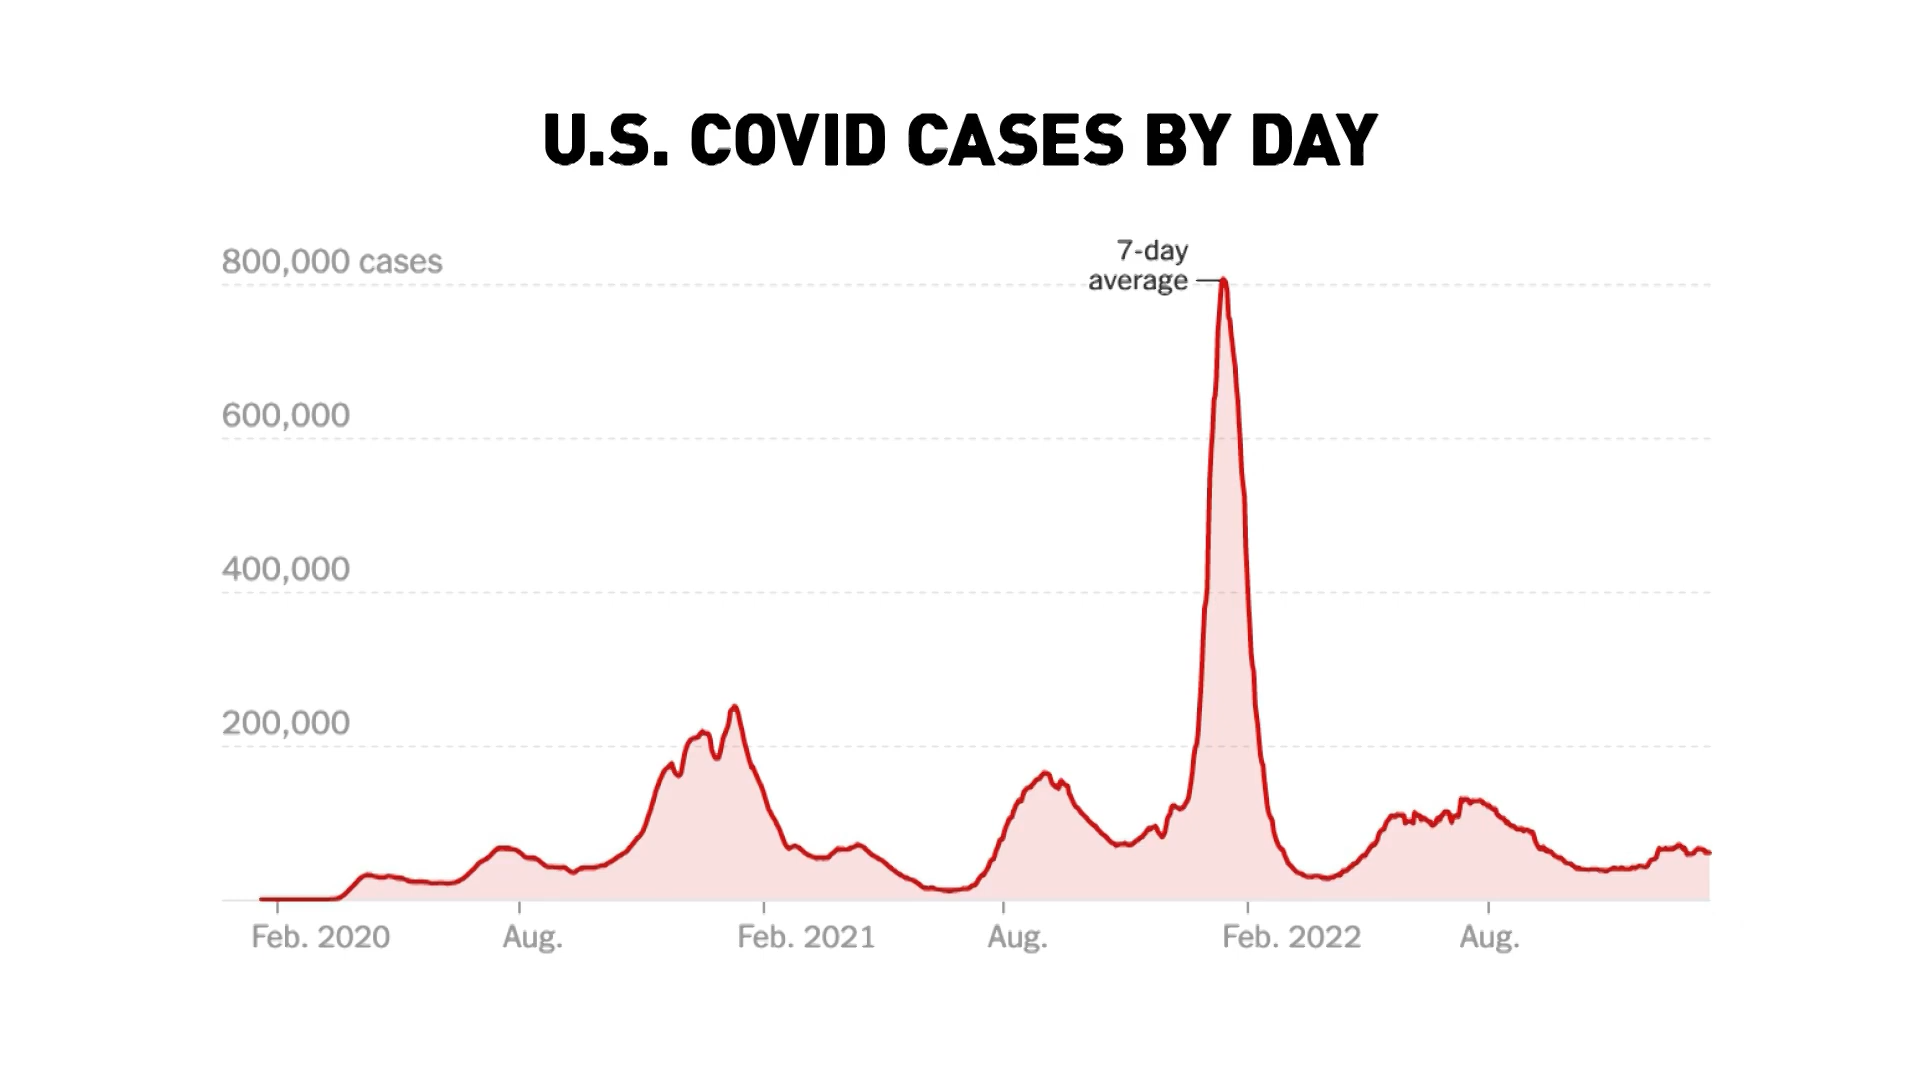 U.S. COVID CASES BY DAY
7-day
average
800,000 cases
600,000
400,000
200,000
Feb. 2020
Aug.
Feb. 2021
Aug.
Feb. 2022
Aug.